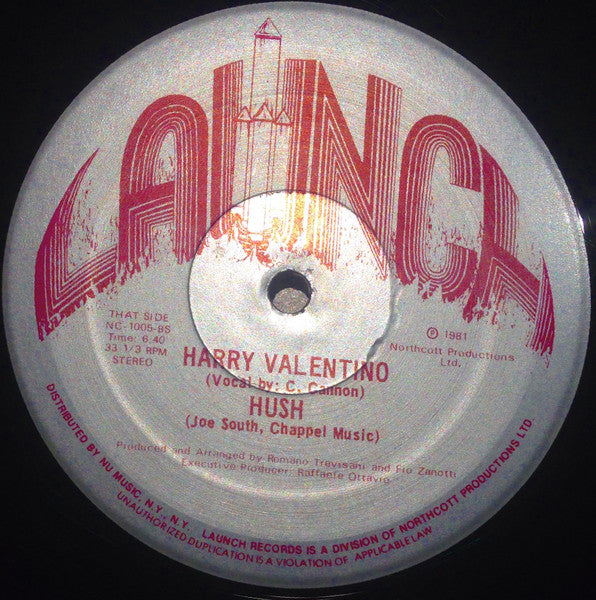 LAUNCH
THAT SIDE
NC-1005-BS
Time: 6.40
33 1/3 RPM
STEREO
℗ 1981
Northcott Productions
Ltd.
HARRY VALENTINO
(Vocal by: C. Cannon)
HUSH
(Joe South, Chappel Music)
Produced and Arranged by Romano Trevisani and Fio Zanotti
Executive Producer: Raffaele Ottavio
DISTRIBUTED BY NU MUSIC, N.Y., N.Y. LAUNCH RECORDS IS A DIVISION OF NORTHCOTT PRODUCTIONS LTD.
UNAUTHORIZED DUPLICATION IS A VIOLATION OF APPLICABLE LAW